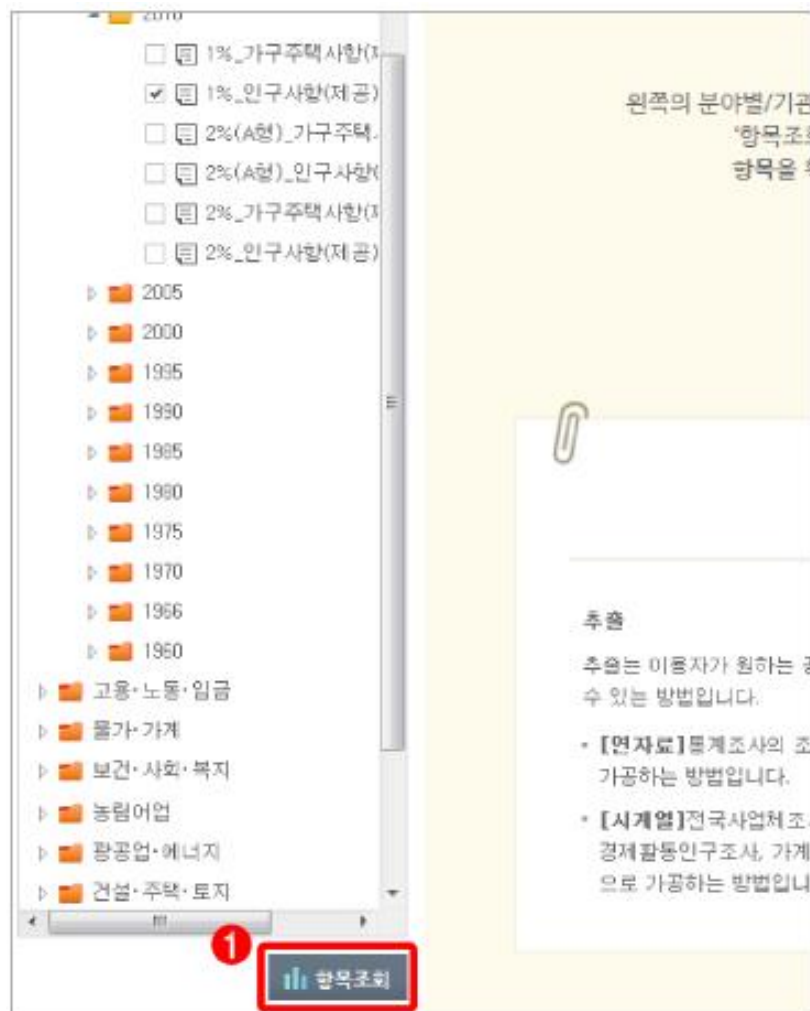 2010
1%_가구주택사항(제
1%_인구사항(제공)
2%(A형)_가구주택
2%(A형)_인구사항(
2%_가구주택사항(제
2%_인구사항(제공)
2005
2000
1995
1990
1985
1980
1975
1970
1966
1960
고용·노동·임금
물가·가계
보건·사회·복지
농림어업
광공업·에너지
건설·주택·토지
1
항목조회
왼쪽의 분야별/기관
"항목조회
항목을
추출
추출는 이용자가 원하는
수 있는 방법입니다.
• [연자료]통계조사의 조
가공하는 방법입니다.
• [시계열]전국사업체조사
경제활동인구조사, 가계
으로 가공하는 방법입니